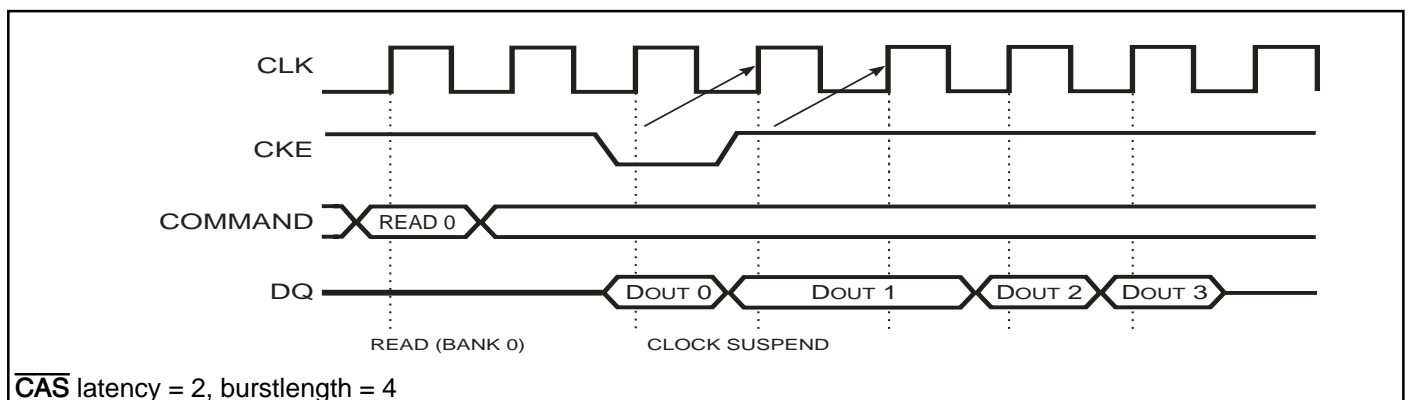 CLK
CKE
COMMAND READ 0
DQ DOUT 0 DOUT 1 DOUT 2 DOUT 3
READ (BANK 0) CLOCK SUSPEND
CAS latency = 2, burstlength = 4